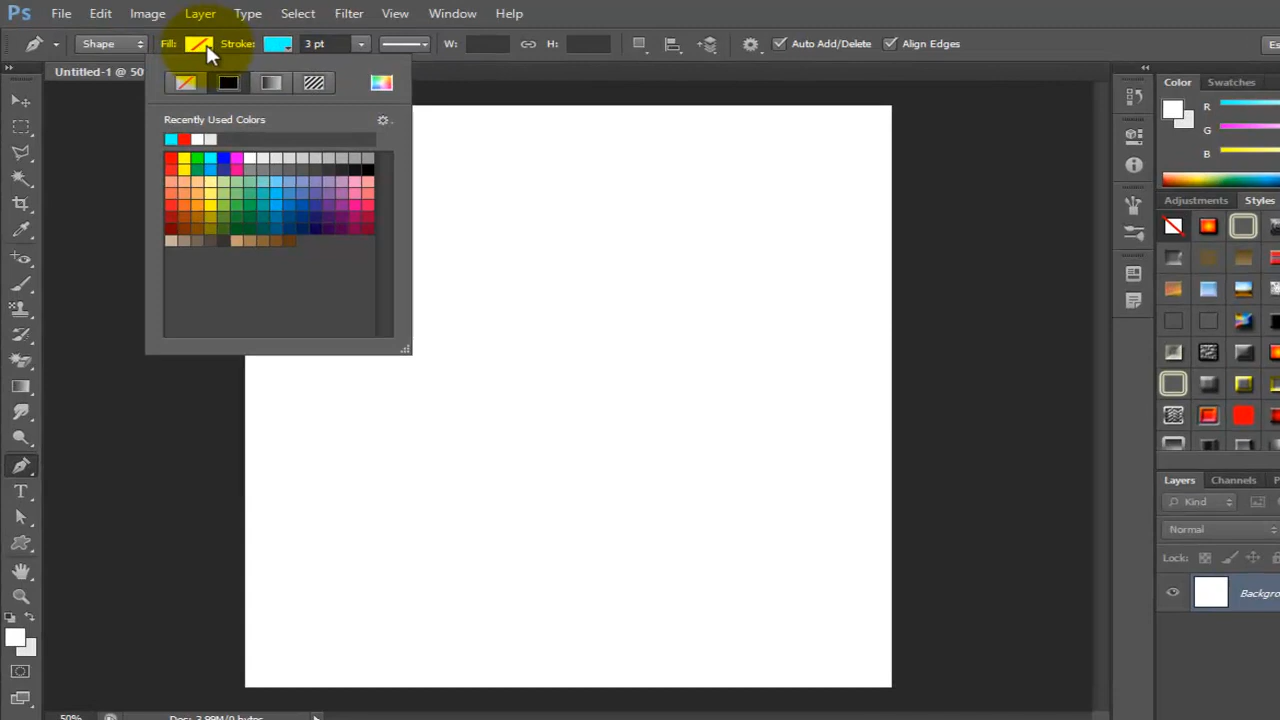 Ps File Edit Image Layer Type Select Filter View Window Help
Shape Fill: Stroke: 3 pt W: H: Auto Add/Delete Align Edges Es
Untitled-1 @ 50
Recently Used Colors
Color Swatches
R
G
B
Adjustments Styles
Layers Channels P
Kind
Normal
Lock:
Backgro
50% Doc: 3.99M/0 bytes